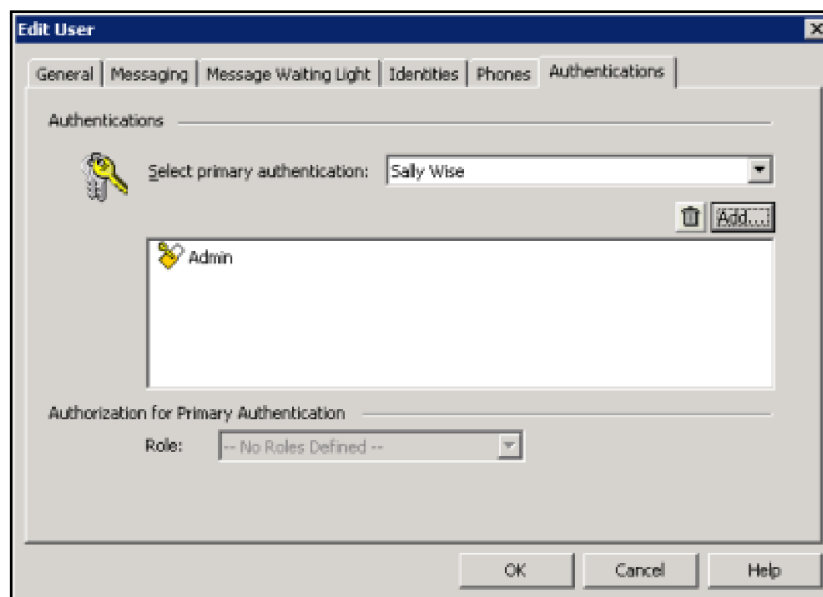 Edit User
General Messaging Message Waiting Light Identities Phones Authentications
Authentications
Select primary authentication: Sally Wise
Add...
Admin
Authorization for Primary Authentication
Role: -- No Roles Defined --
OK Cancel Help